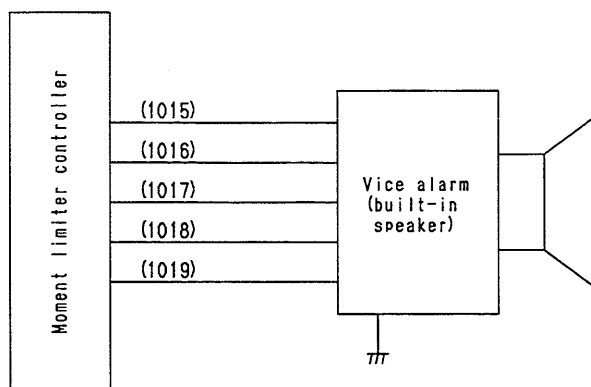 Moment limiter controller
(1015)
(1016)
(1017)
(1018)
(1019)
Vice alarm
(built-in
speaker)